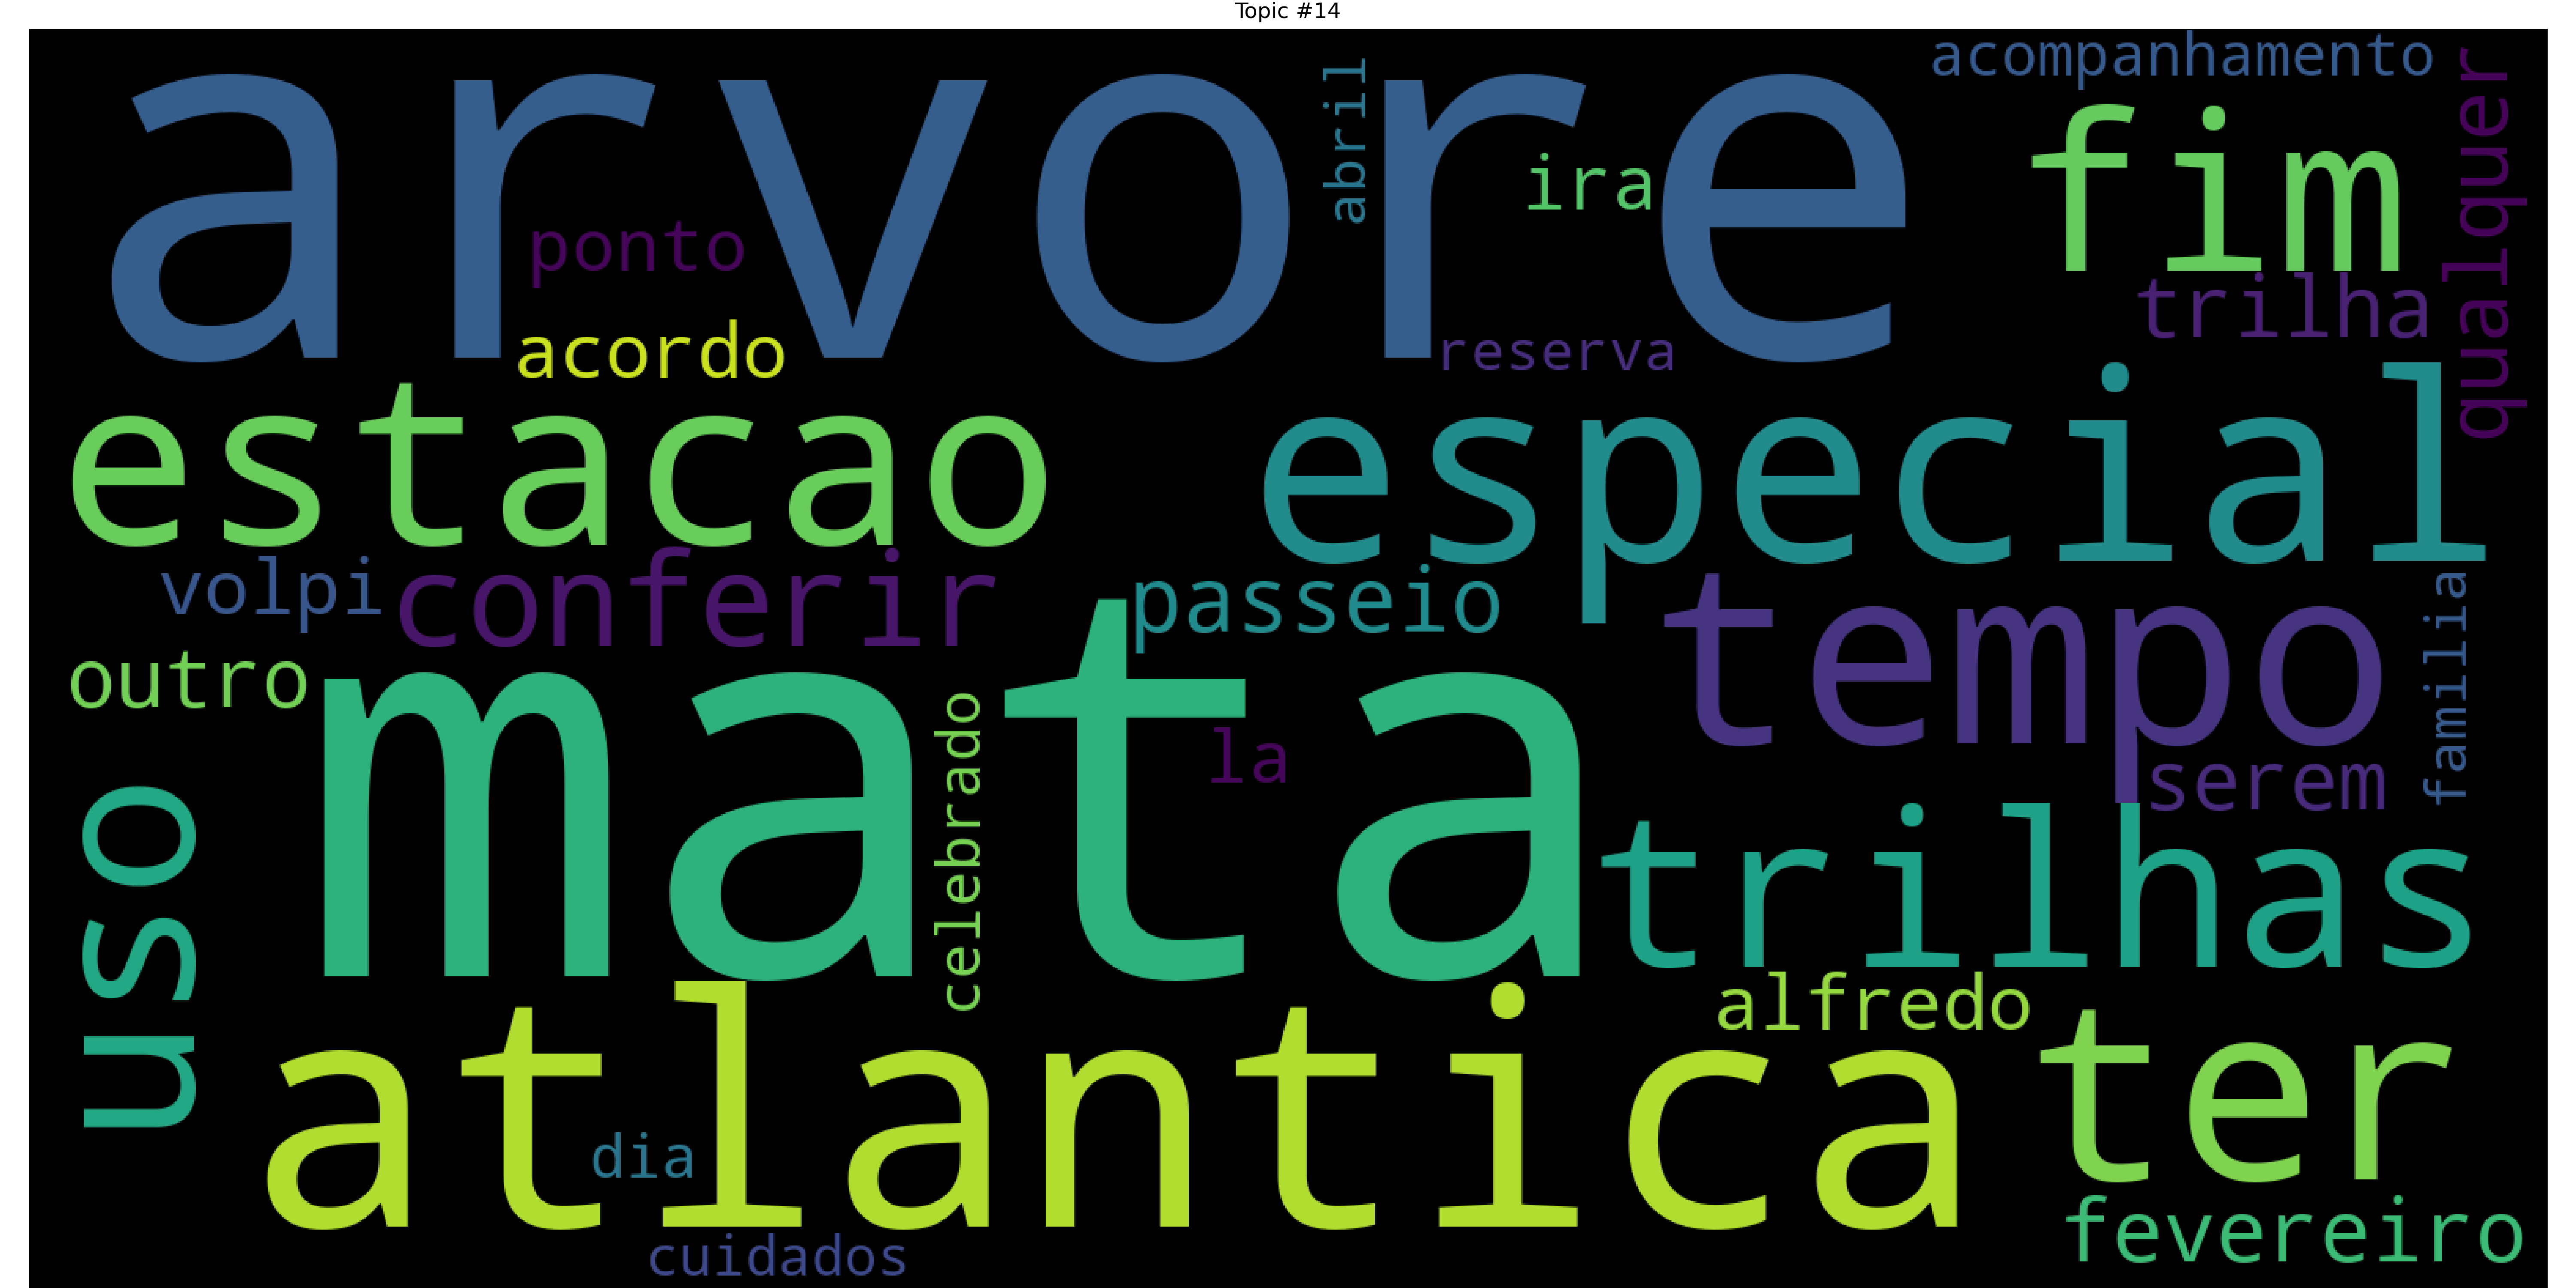 Topic #14
arvore
abril
acompanhamento
qualquer
fim
ira
ponto
trilha
acordo
reserva
estacao
especial
volpi
conferir
passeio
tempo
familia
outro
mata
celebrado
la
serem
uso
trilhas
alfredo
atlantica
ter
dia
fevereiro
cuidados